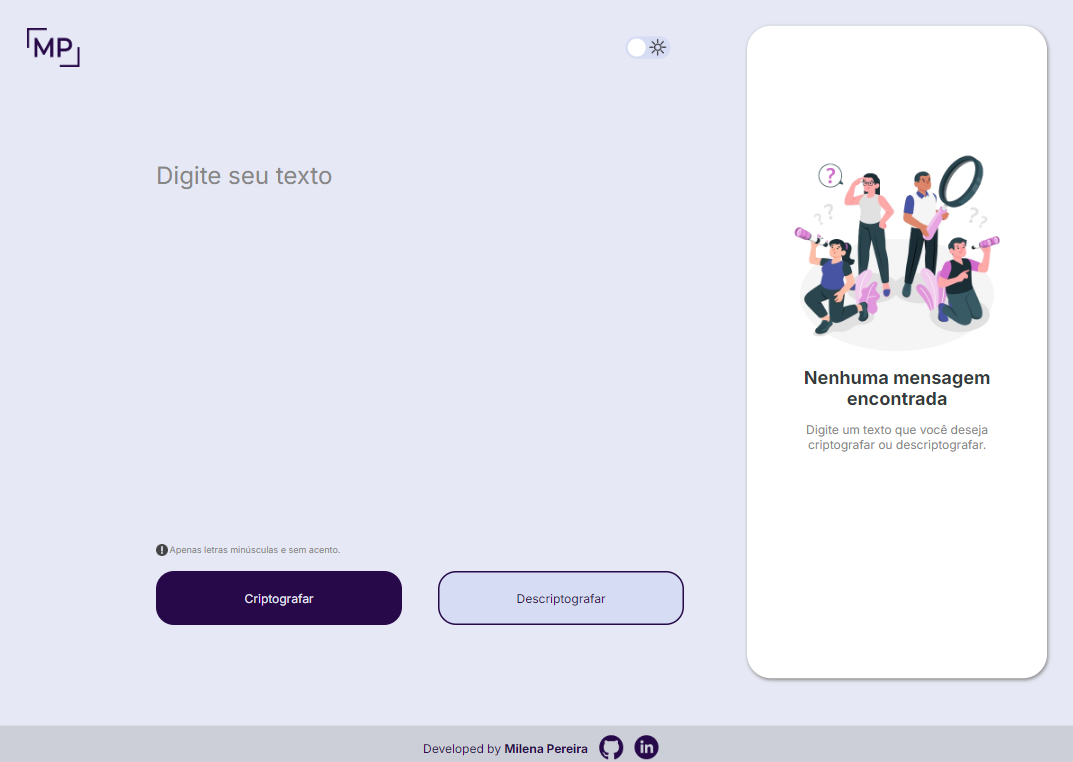 MP
Digite seu texto
?
? ?
? ?
Nenhuma mensagem
encontrada
Digite um texto que você deseja
criptografar ou descriptografar.
Apenas letras minúsculas e sem acento.
Criptografar
Descriptografar
Developed by Milena Pereira in